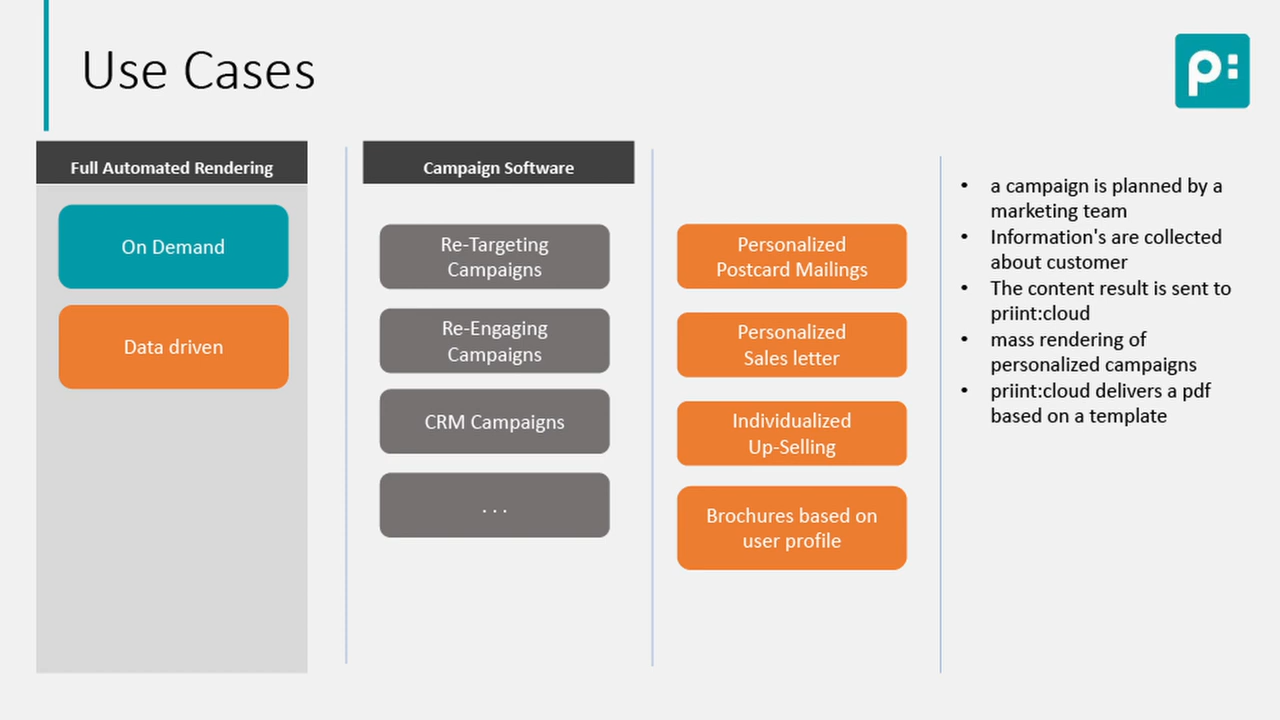 Use Cases
p:
Full Automated Rendering
On Demand
Data driven
Campaign Software
Re-Targeting
Campaigns
Re-Engaging
Campaigns
CRM Campaigns
. . .
Personalized
Postcard Mailings
Personalized
Sales letter
Individualized
Up-Selling
Brochures based on
user profile
• a campaign is planned by a
marketing team
• Information's are collected
about customer
• The content result is sent to
priint:cloud
• mass rendering of
personalized campaigns
• priint:cloud delivers a pdf
based on a template